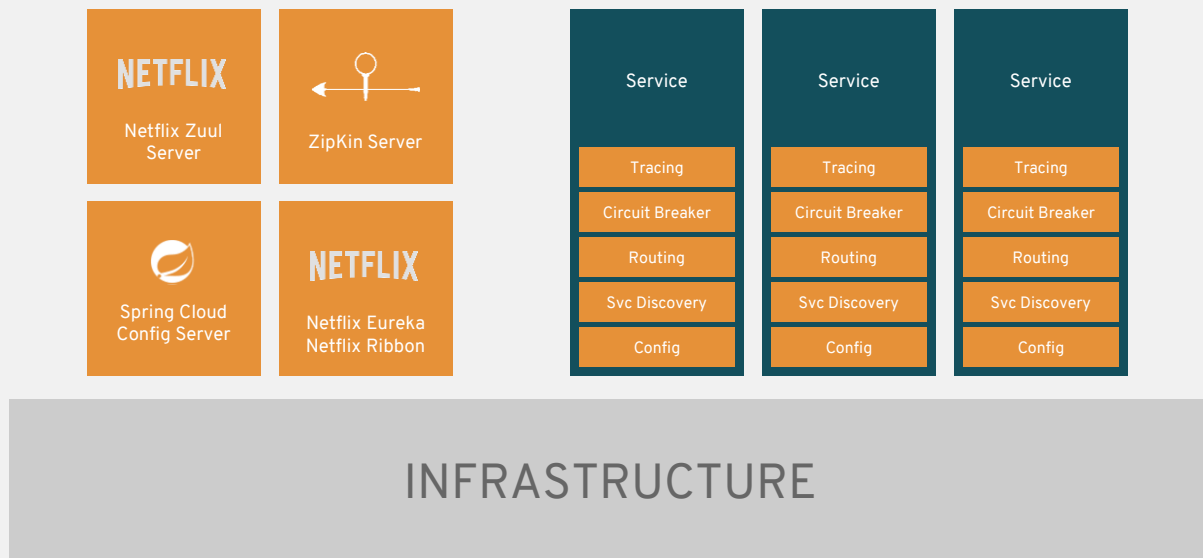 NETFLIX
Netflix Zuul
Server
ZipKin Server
Spring Cloud
Config Server
NETFLIX
Netflix Eureka
Netflix Ribbon
Service
Tracing
Circuit Breaker
Routing
Svc Discovery
Config
Service
Tracing
Circuit Breaker
Routing
Svc Discovery
Config
Service
Tracing
Circuit Breaker
Routing
Svc Discovery
Config
INFRASTRUCTURE